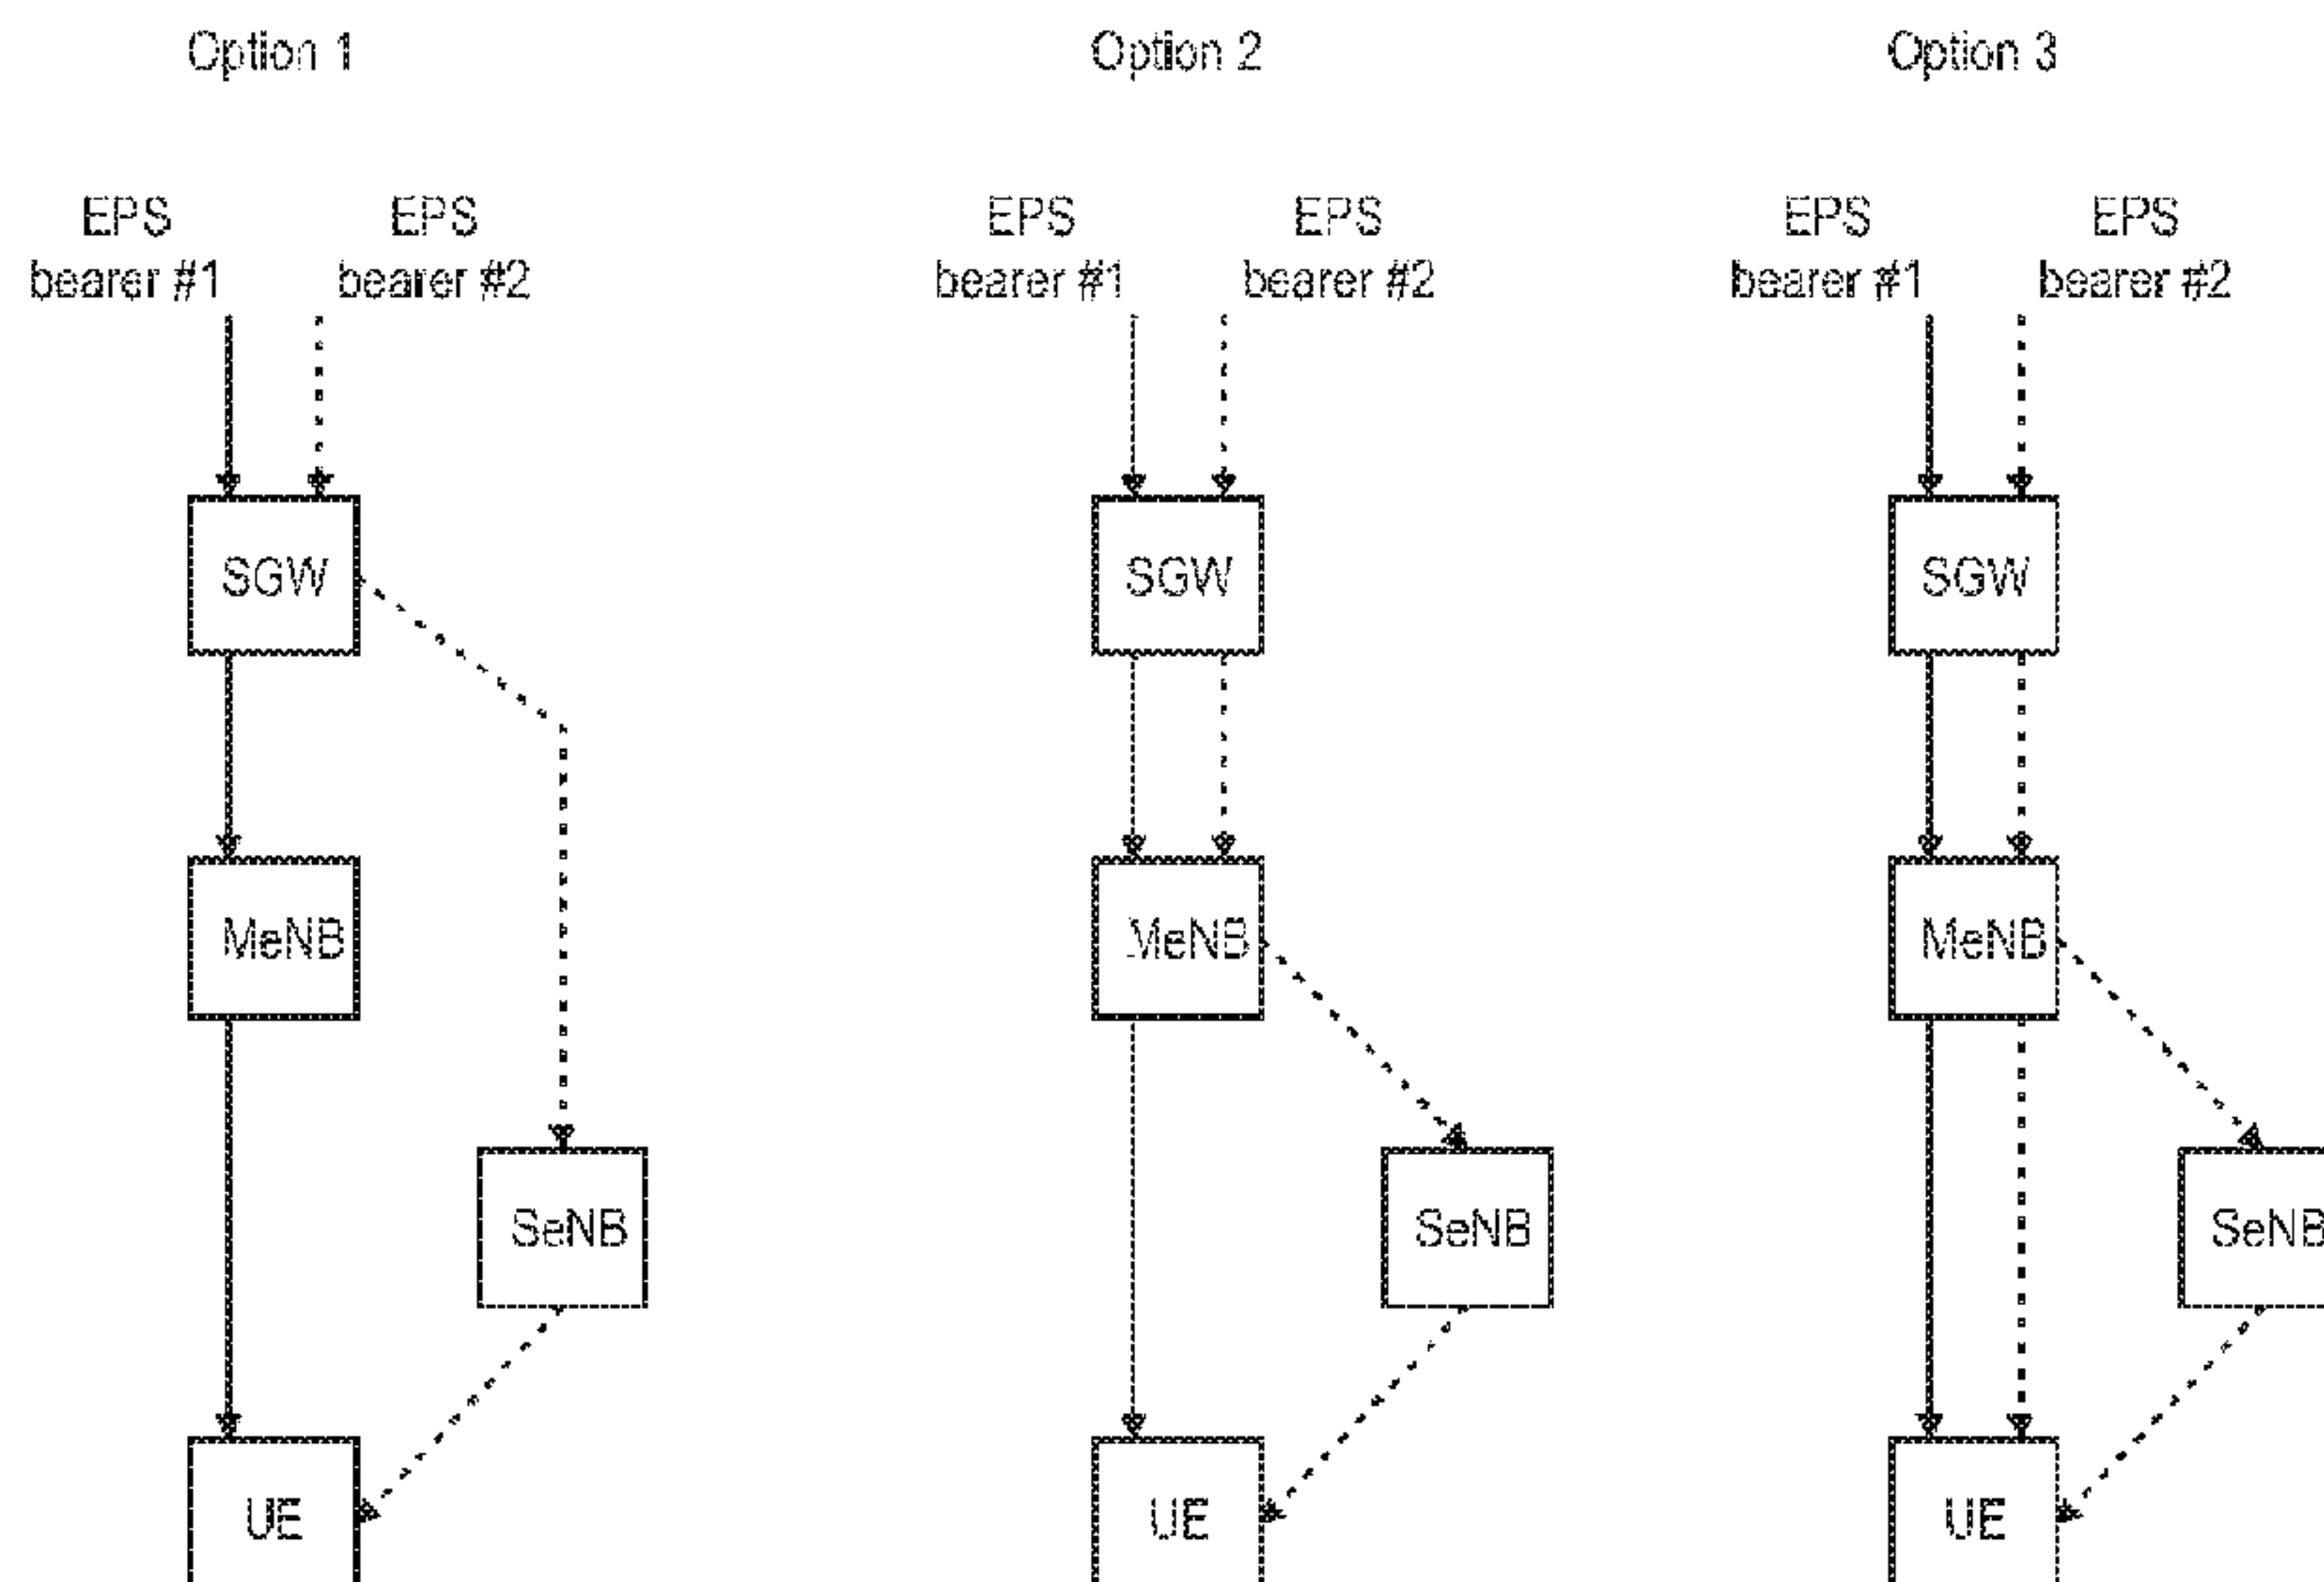 Option 1
EPS
bearer #1
EPS
bearer #2
SGW
MeNB
SeNB
UE
Option 2
EPS
bearer #1
EPS
bearer #2
SGW
MeNB
SeNB
UE
Option 3
EPS
bearer #1
EPS
bearer #2
SGW
MeNB
SeNB
UE